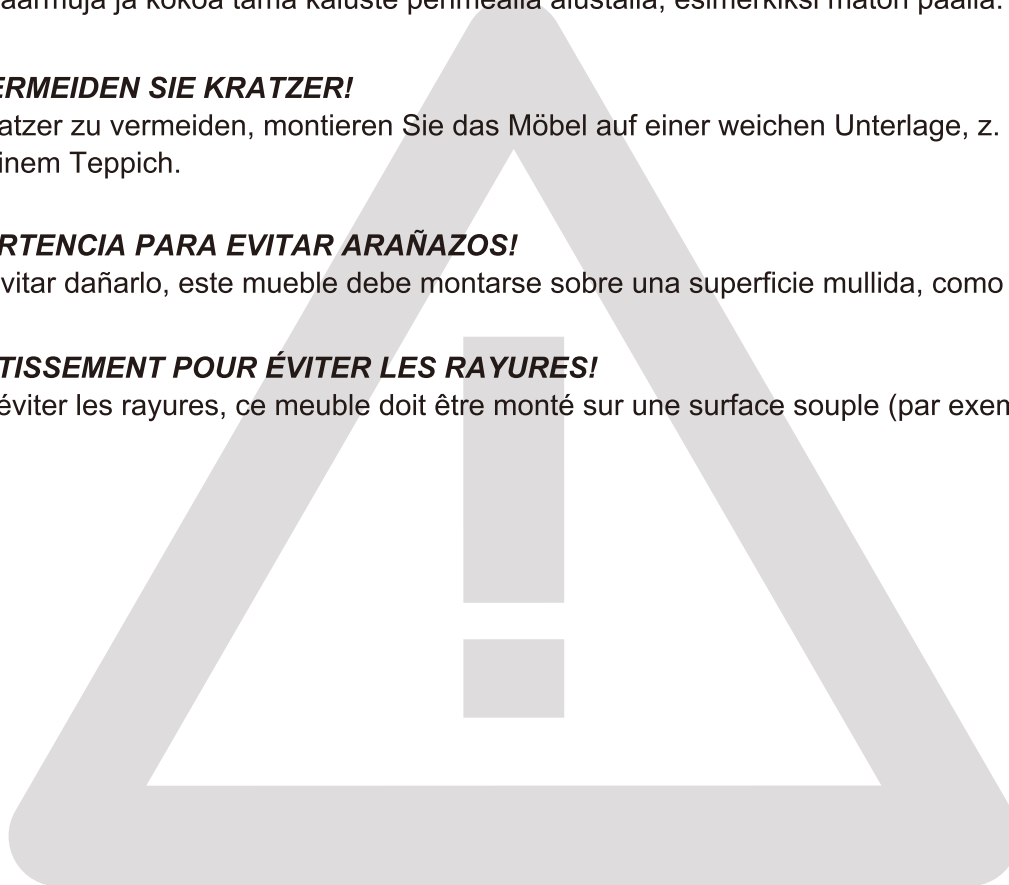 aarmuja ja kokoa tämä kaluste pehmeällä alustalla, esimerkiksi maton päällä.
ERMEIDEN SIE KRATZER!
atzer zu vermeiden, montieren Sie das Möbel auf einer weichen Unterlage, z.
inem Teppich.
RTENCIA PARA EVITAR ARAÑAZOS!
vitar dañarlo, este mueble debe montarse sobre una superficie mullida, como
TISSEMENT POUR ÉVITER LES RAYURES!
éviter les rayures, ce meuble doit être monté sur une surface souple (par exem